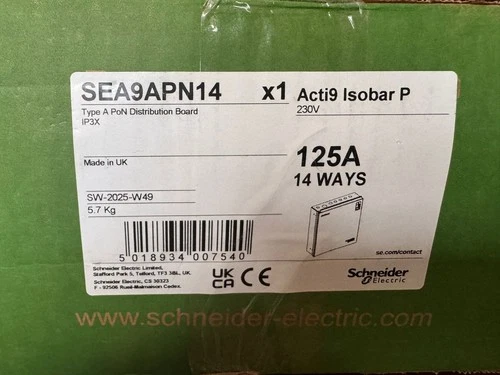 SEA9APN14 x1 Acti9 Isobar P
Type A PoN Distribution Board 230V
IP3X
125A
Made in UK
14 WAYS
SW-2025-W49
5.7 Kg
5 018934 007540
se.com/contact
Schneider Electric Limited,
Stafford Park 5, Telford, TF3 3BL, UK.
Schneider Electric, CS 30323
F - 92506 Rueil-Malmaison Cedex.
UK CA CE
Schneider
Electric
www.schneider-electric.com